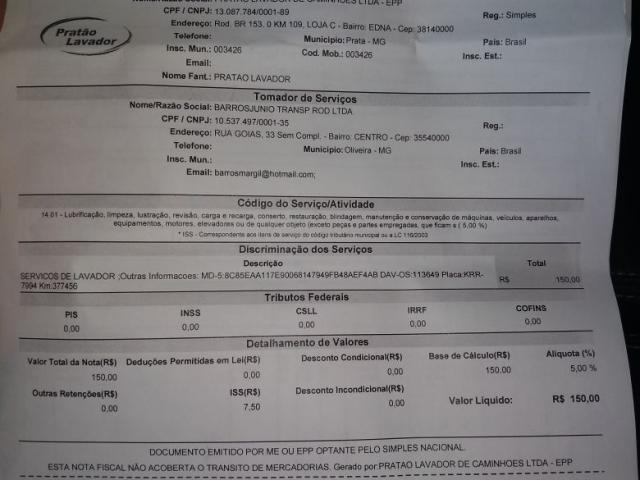 Nome/Razão Social: PRATAO LAVADOR DE CAMINHOES LTDA - EPP
CPF / CNPJ: 13.087.784/0001-89 Reg.: Simples
Endereço: Rod. BR 153, 0 KM 109, LOJA C - Bairro: EDNA - Cep: 38140000
Pratão Lavador
Telefone: Municipio: Prata - MG País: Brasil
Insc. Mun.: 003426 Cod. Mob.: 003426 Insc. Est.:
Email:
Nome Fant.: PRATAO LAVADOR
Tomador de Serviços
Nome/Razão Social: BARROSJUNIO TRANSP ROD LTDA
CPF / CNPJ: 10.537.497/0001-35 Reg.:
Endereço: RUA GOIAS, 33 Sem Compl. - Bairro: CENTRO - Cep: 35540000
Telefone: Municipio: Oliveira - MG País: Brasil
Insc. Mun.: Insc. Est.:
Email: barrosmargil@hotmail.com;
Código do Serviço/Atividade
14.01 - Lubrificação, limpeza, lustração, revisão, carga e recarga, conserto, restauração, blindagem, manutenção e conservação de máquinas, veículos, aparelhos,
equipamentos, motores, elevadores ou de qualquer objeto (exceto peças e partes empregadas, que ficam s ( 5,00 %)
* ISS - Correspondente aos itens de serviço do código tributário municipal ou a LC 116/2003
Discriminação dos Serviços
Descrição Total
SERVICOS DE LAVADOR ;Outras Informacoes: MD-5:8C85EAA117E90068147949FB48AEF4AB DAV-OS:113649 Placa:KRR- R$ 150,00
7994 Km:377456
Tributos Federais
PIS INSS CSLL IRRF COFINS
0,00 0,00 0,00 0,00 0,00
Detalhamento de Valores
Valor Total da Nota(R$) Deduções Permitidas em Lei(R$) Desconto Condicional(R$) Base de Cálculo(R$) Aliquota (%)
150,00 0,00 0,00 150,00 5,00 %
Outras Retenções(R$) ISS(R$) Desconto Incondicional(R$) Valor Liquido: R$ 150,00
0,00 7,50 0,00
DOCUMENTO EMITIDO POR ME OU EPP OPTANTE PELO SIMPLES NACIONAL.
ESTA NOTA FISCAL NÃO ACOBERTA O TRANSITO DE MERCADORIAS. Gerado por:PRATAO LAVADOR DE CAMINHOES LTDA - EPP